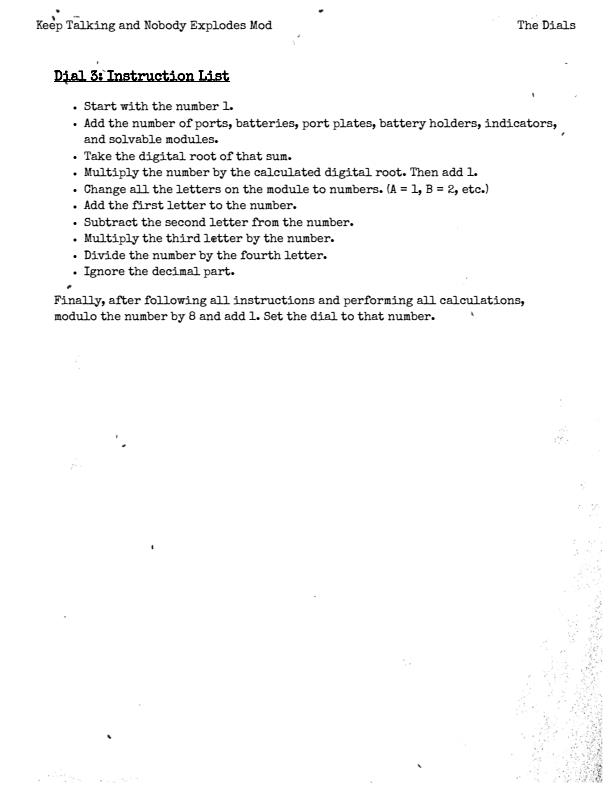 Keep Talking and Nobody Explodes Mod
The Dials
Dial 3: Instruction List
• Start with the number 1.
• Add the number of ports, batteries, port plates, battery holders, indicators,
and solvable modules.
• Take the digital root of that sum.
• Multiply the number by the calculated digital root. Then add 1.
• Change all the letters on the module to numbers. (A = 1, B = 2, etc.)
• Add the first letter to the number.
• Subtract the second letter from the number.
• Multiply the third letter by the number.
• Divide the number by the fourth letter.
• Ignore the decimal part.
Finally, after following all instructions and performing all calculations,
modulo the number by 8 and add 1. Set the dial to that number.